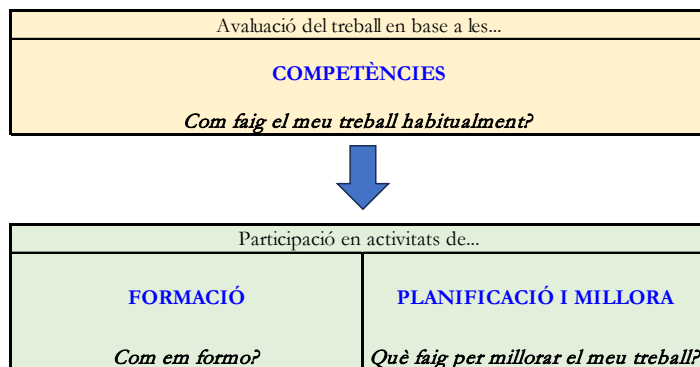 Avaluació del treball en base a les...
COMPETÈNCIES
Com faig el meu treball habitualment?
Participació en activitats de...
FORMACIÓ
Com em formo?
PLANIFICACIÓ I MILLORA
Què faig per millorar el meu treball?